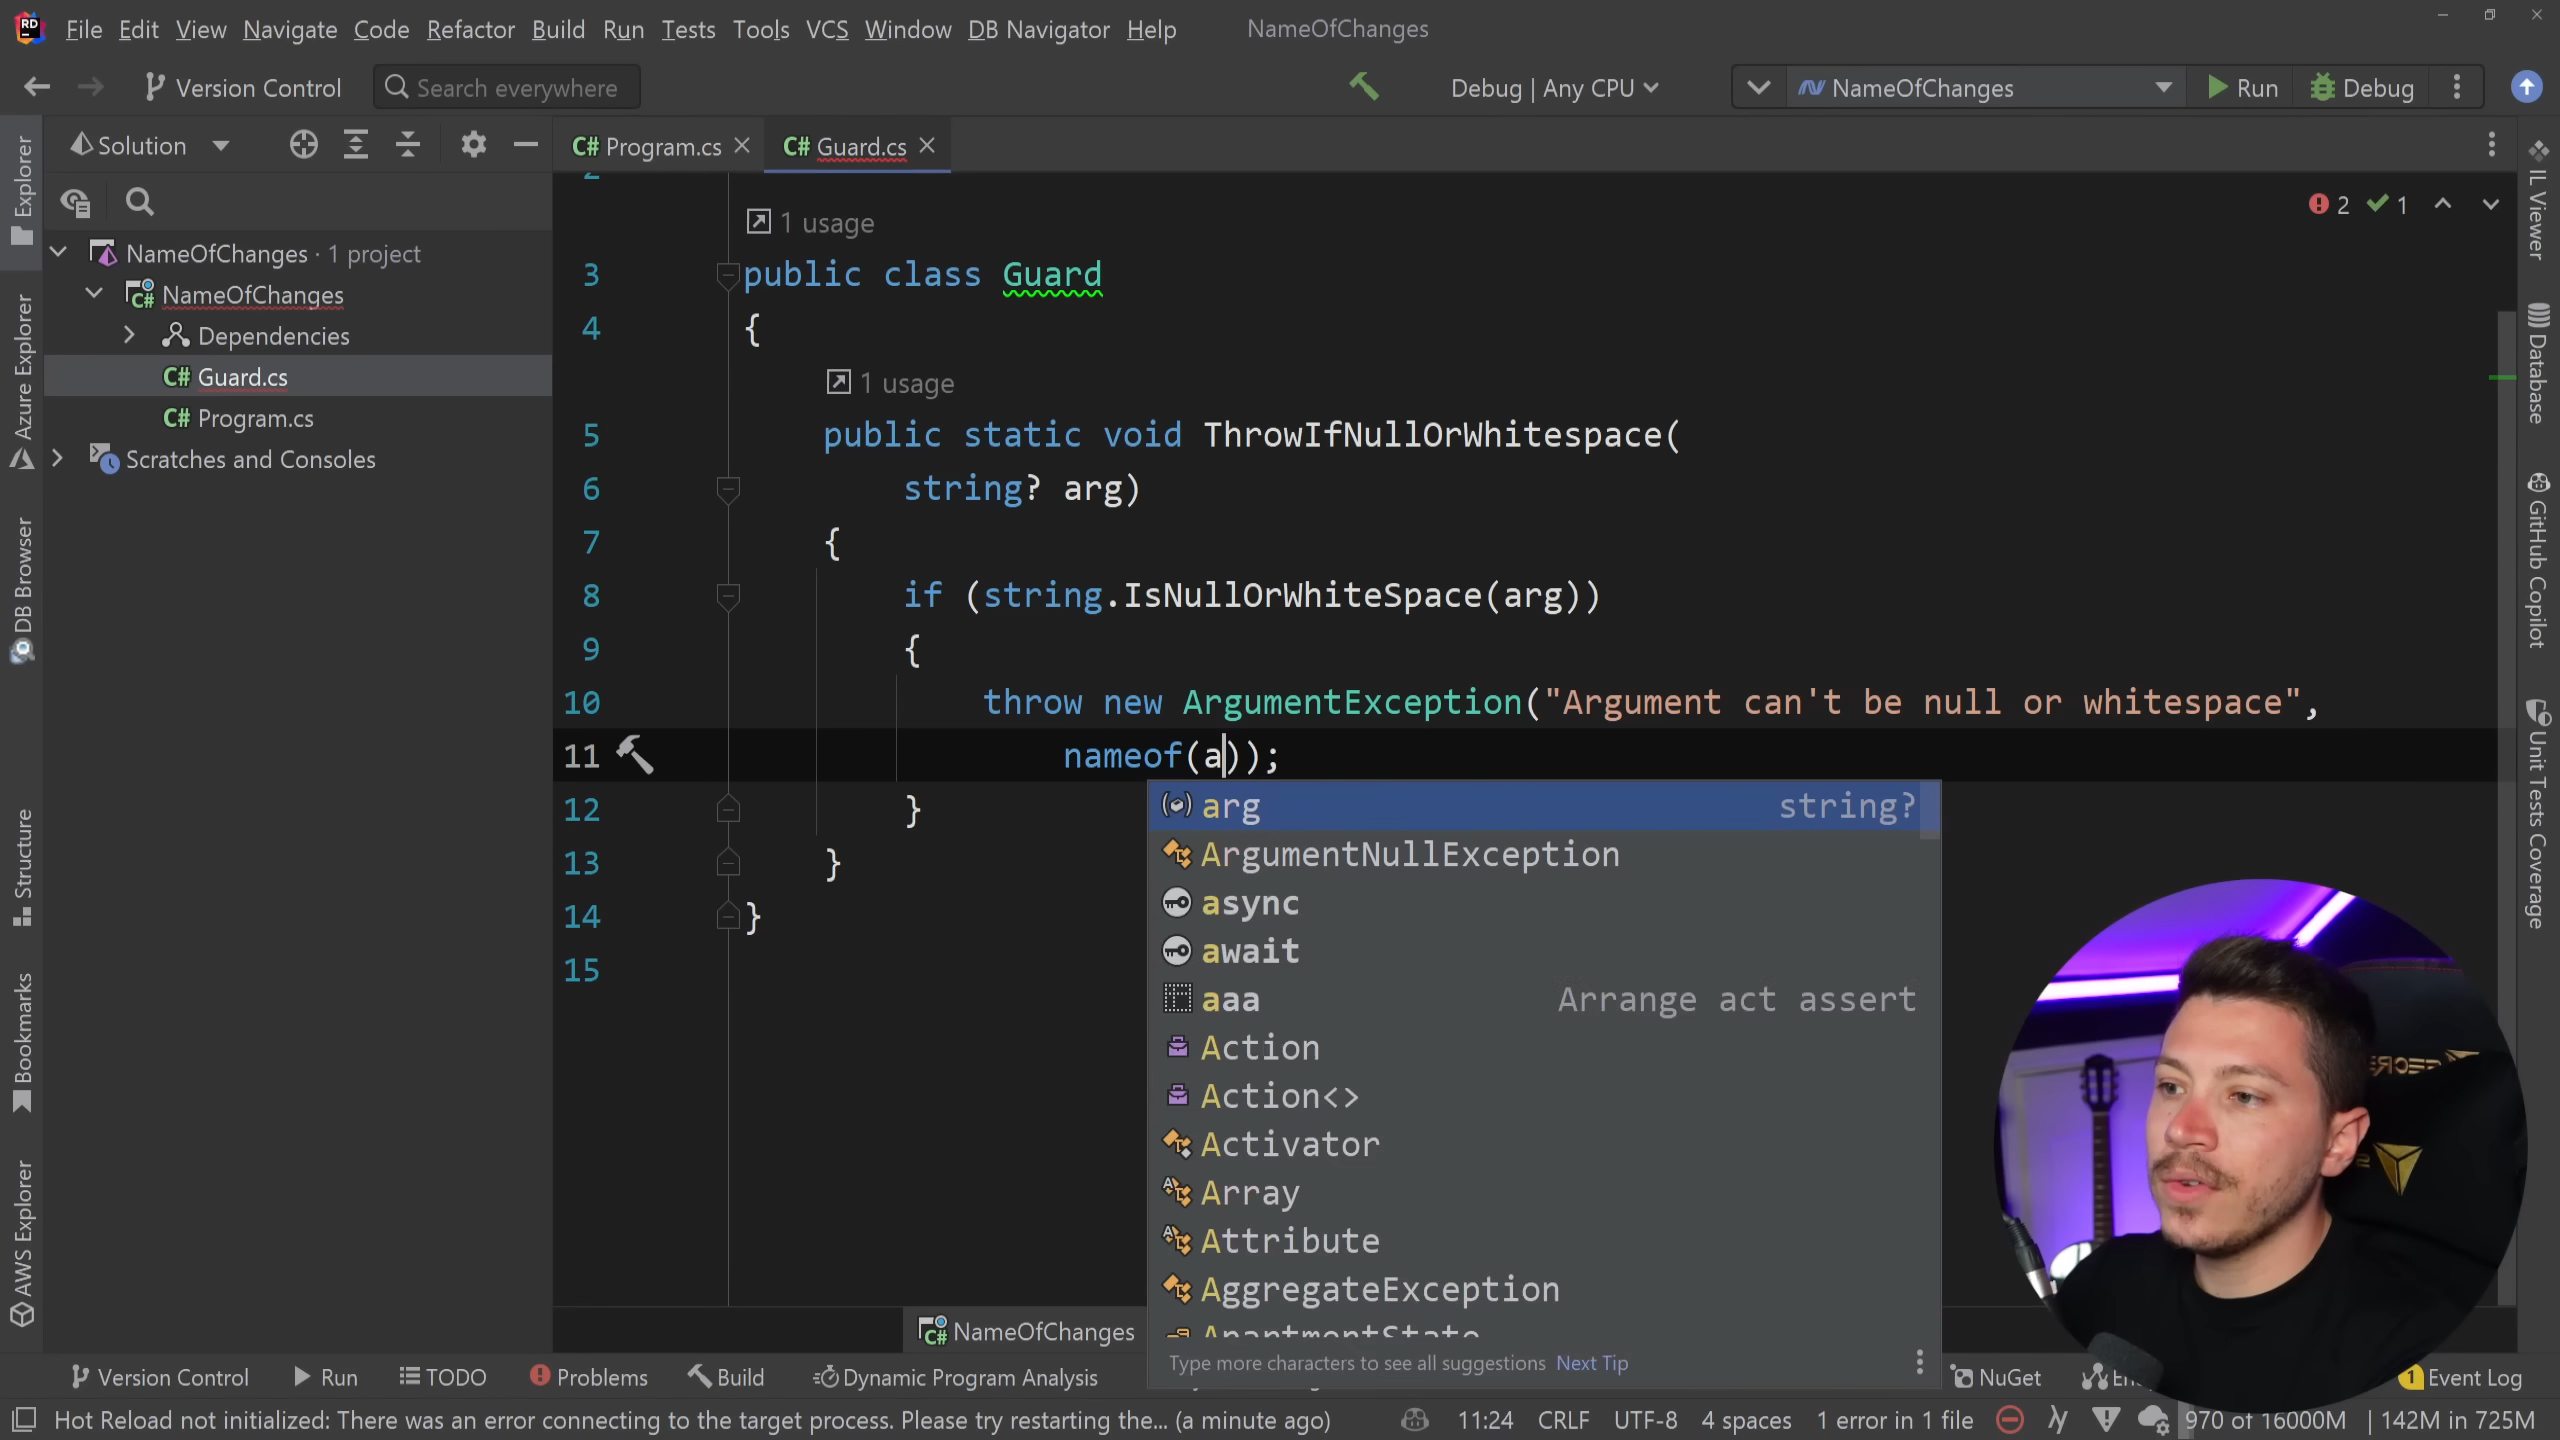 RD File Edit View Navigate Code Refactor Build Run Tests Tools VCS Window DB Navigator Help NameOfChanges
Version Control Search everywhere Debug | Any CPU NameOfChanges Run Debug
Explorer
Azure Explorer
DB Browser
Structure
Bookmarks
AWS Explorer
Solution
NameOfChanges · 1 project
C# NameOfChanges
Dependencies
C# Guard.cs
C# Program.cs
Scratches and Consoles
C# Program.cs C# Guard.cs
2 1
2
1 usage
3 public class Guard
4 {
1 usage
5 public static void ThrowIfNullOrWhitespace(
6 string? arg)
7 {
8 if (string.IsNullOrWhiteSpace(arg))
9 {
10 throw new ArgumentException("Argument can't be null or whitespace",
11 nameof(a));
12 }
13 }
14 }
15
arg string?
ArgumentNullException
async
await
aaa Arrange act assert
Action
Action<>
Activator
Array
Attribute
AggregateException
ApartmentState
Type more characters to see all suggestions Next Tip
C# NameOfChanges
IL Viewer
Database
GitHub Copilot
Unit Tests Coverage
Version Control Run TODO Problems Build Dynamic Program Analysis NuGet 1 Event Log
Hot Reload not initialized: There was an error connecting to the target process. Please try restarting the... (a minute ago) 11:24 CRLF UTF-8 4 spaces 1 error in 1 file 970 of 16000M | 142M in 725M